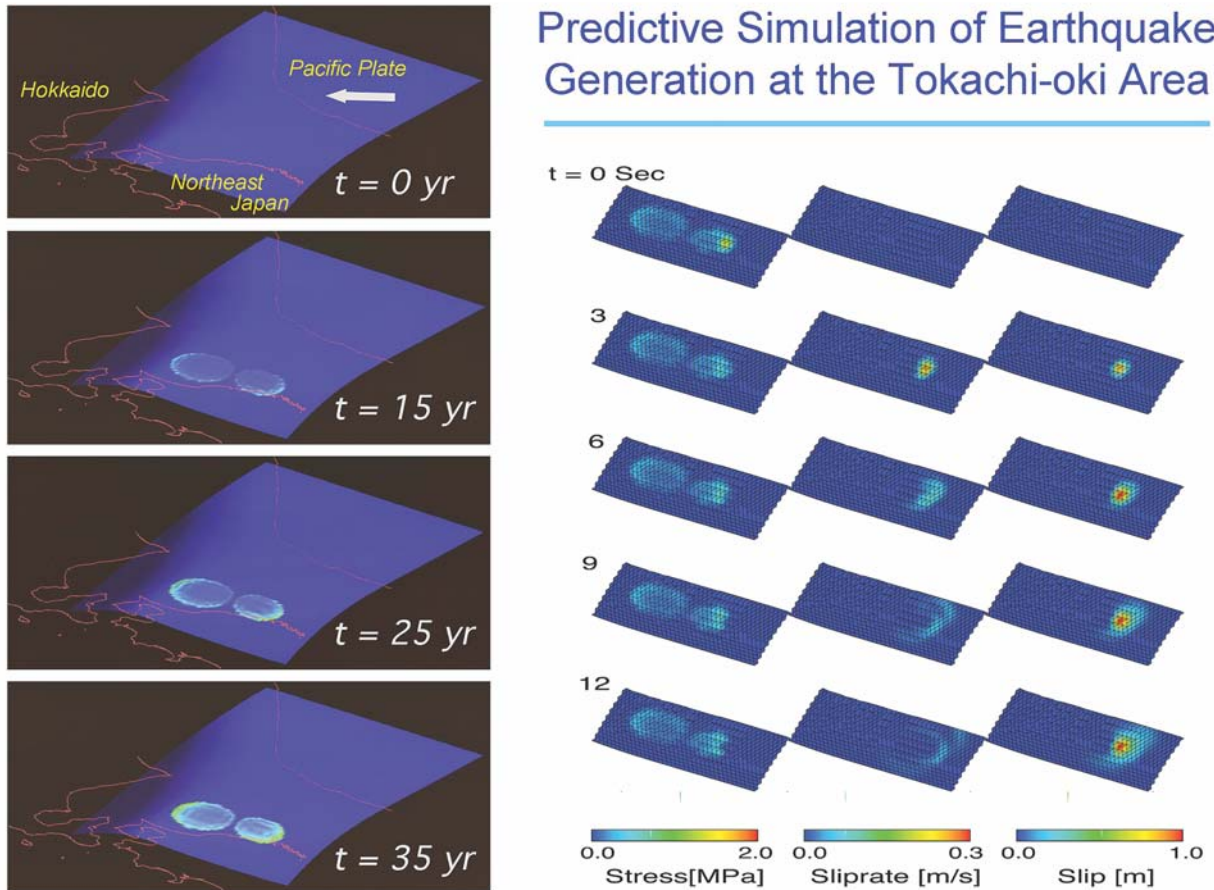 Predictive Simulation of Earthquake
Generation at the Tokachi-oki Area
Hokkaido
Pacific Plate
Northeast
Japan
t = 0 yr
t = 15 yr
t = 25 yr
t = 35 yr
t = 0 Sec
3
6
9
12
0.0 2.0
Stress[MPa]
0.0 0.3
Sliprate [m/s]
0.0 1.0
Slip [m]